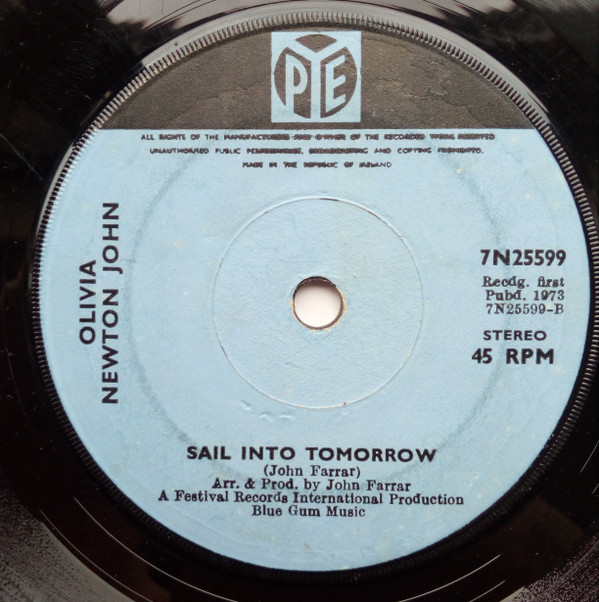 PYE
ALL RIGHTS OF THE MANUFACTURERS AND OWNER OF THE RECORDED WORK RESERVED
UNAUTHORISED PUBLIC PERFORMANCE, BROADCASTING AND COPYING PROHIBITED.
MADE IN THE REPUBLIC OF IRELAND
OLIVIA
NEWTON JOHN
7N25599
Recdg. first
Pubd. 1973
7N25599-B
STEREO
45 RPM
SAIL INTO TOMORROW
(John Farrar)
Arr. & Prod. by John Farrar
A Festival Records International Production
Blue Gum Music